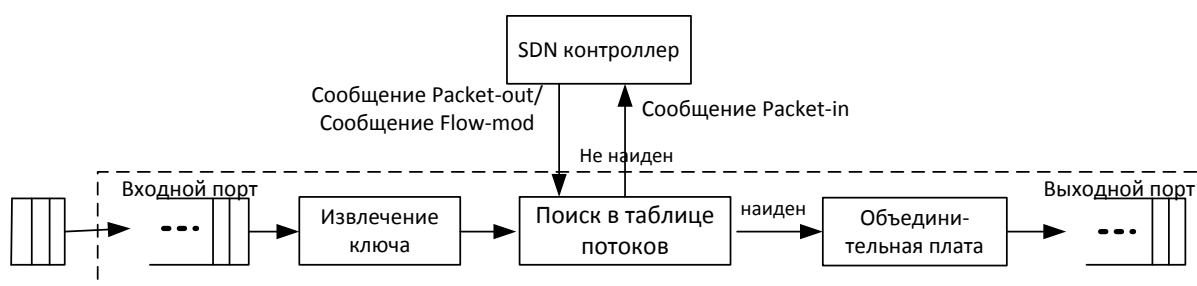 SDN контроллер
Сообщение Packet-out/
Сообщение Flow-mod
Сообщение Packet-in
Не наиден
Входной порт
Извлечение
ключа
Поиск в таблице
потоков
наиден
Объедини-
тельная плата
Выходной порт